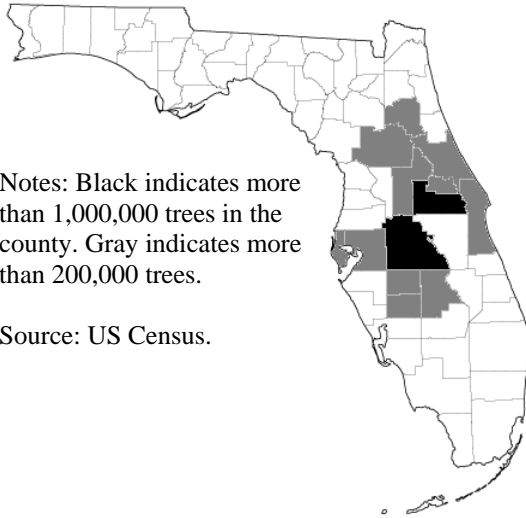 Notes: Black indicates more
than 1,000,000 trees in the
county. Gray indicates more
than 200,000 trees.
Source: US Census.